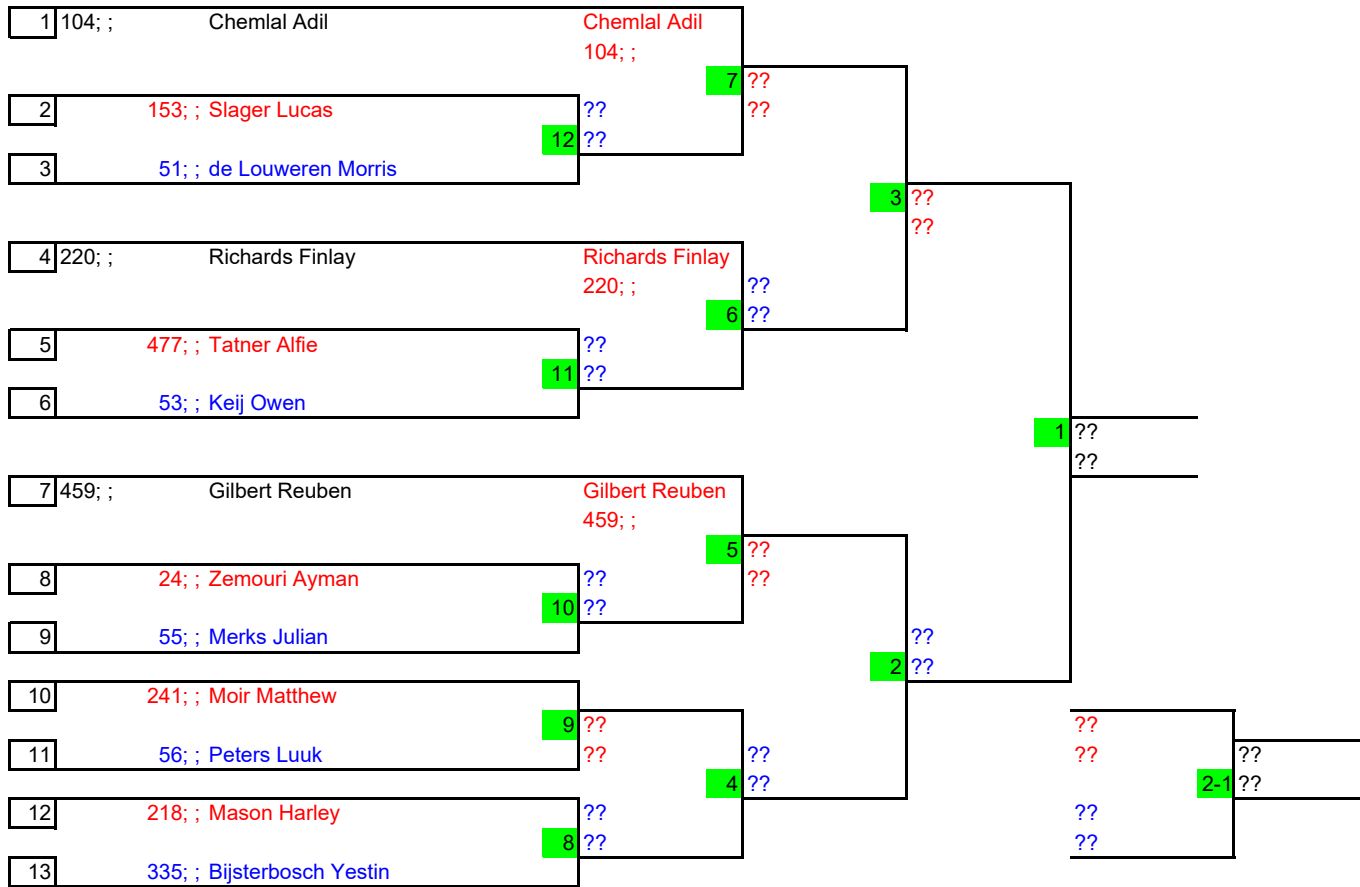 1 104; ; Chemlal Adil Chemlal Adil
104; ;
7 ??
2 153; ; Slager Lucas ?? ??
12 ??
3 51; ; de Louweren Morris
3 ??
??
4 220; ; Richards Finlay Richards Finlay
220; ; ??
6 ??
5 477; ; Tatner Alfie ??
11 ??
6 53; ; Keij Owen
1 ??
??
7 459; ; Gilbert Reuben Gilbert Reuben
459; ;
5 ??
8 24; ; Zemouri Ayman ?? ??
10 ??
9 55; ; Merks Julian ??
2 ??
10 241; ; Moir Matthew
9 ?? ??
11 56; ; Peters Luuk ?? ?? ?? ??
4 ?? 2-1 ??
12 218; ; Mason Harley ?? ??
8 ?? ??
13 335; ; Bijsterbosch Yestin